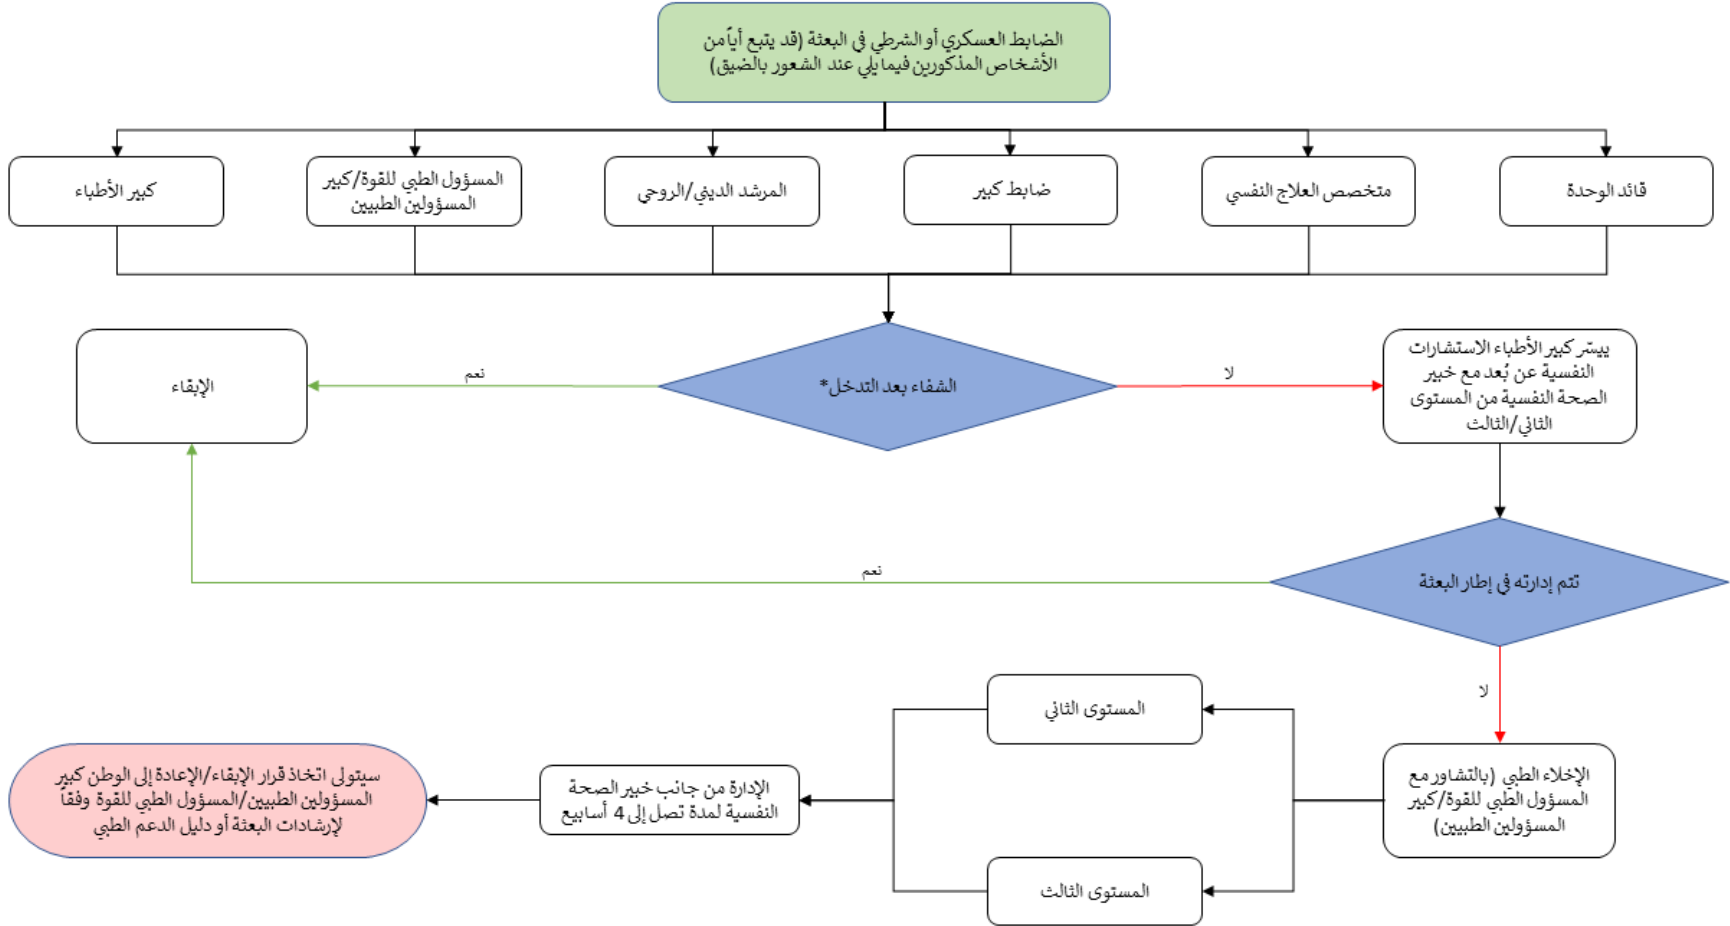 الضابط العسكري أو الشرطي في البعثة (قد يتبع أياً من
الأشخاص المذكورين فيما يلي عند الشعور بالضيق)
قائد الوحدة
متخصص العلاج النفسي
ضابط كبير
المرشد الديني/الروحي
المسؤول الطبي للقوة/كبير
المسؤولين الطبيين
كبير الأطباء
ييسّر كبير الأطباء الاستشارات
النفسية عن بُعد مع خبير
الصحة النفسية من المستوى
الثاني/الثالث
لا
الشفاء بعد التدخل*
نعم
الإبقاء
تتم إدارته في إطار البعثة
نعم
لا
الإخلاء الطبي (بالتشاور مع
المسؤول الطبي للقوة/كبير
المسؤولين الطبيين)
المستوى الثاني
المستوى الثالث
الإدارة من جانب خبير الصحة
النفسية لمدة تصل إلى 4 أسابيع
سيتولى اتخاذ قرار الإبقاء/الإعادة إلى الوطن كبير
المسؤولين الطبيين/المسؤول الطبي للقوة وفقاً
لإرشادات البعثة أو دليل الدعم الطبي